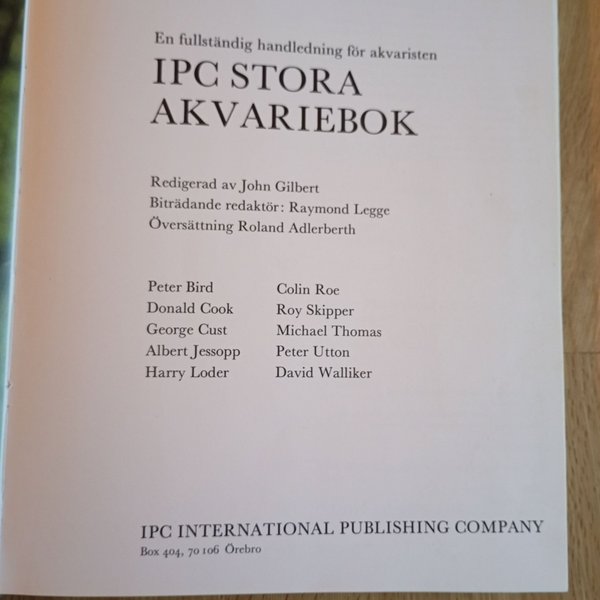 En fullständig handledning för akvaristen
IPC STORA
AKVARIEBOK
Redigerad av John Gilbert
Biträdande redaktör: Raymond Legge
Översättning Roland Adlerberth
Peter Bird
Donald Cook
George Cust
Albert Jessopp
Harry Loder
Colin Roe
Roy Skipper
Michael Thomas
Peter Utton
David Walliker
IPC INTERNATIONAL PUBLISHING COMPANY
Box 404, 70 106 Örebro